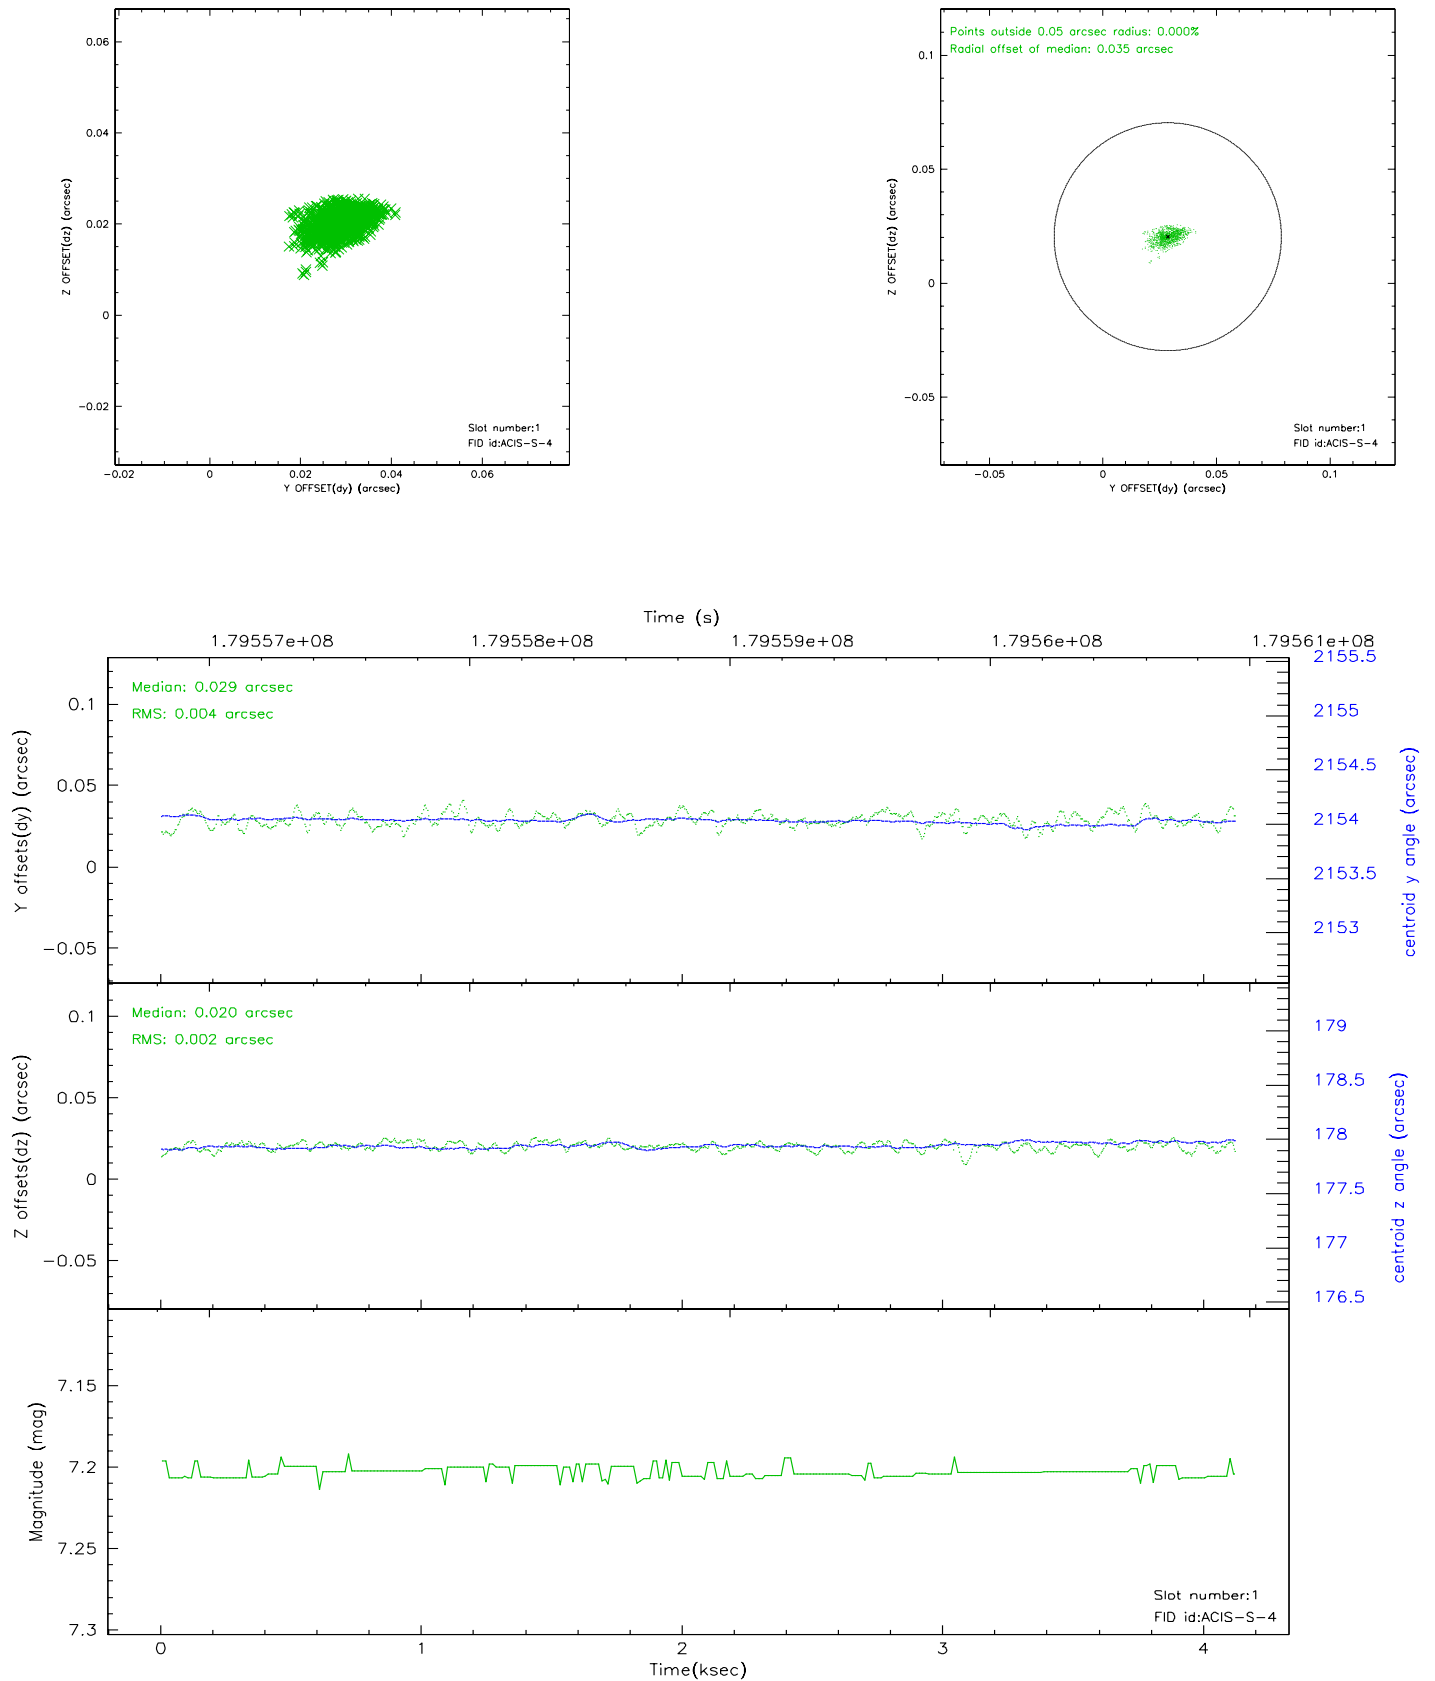 0.06
0.04
0.02
0
-0.02
Z OFFSET(dz) (arcsec)
Slot number:1
FID id:ACIS-S-4
-0.02 0 0.02 0.04 0.06
Y OFFSET(dy) (arcsec)
Points outside 0.05 arcsec radius: 0.000%
Radial offset of median: 0.035 arcsec
0.1
0.05
0
-0.05
Z OFFSET(dz) (arcsec)
Slot number:1
FID id:ACIS-S-4
-0.05 0 0.05 0.1
Y OFFSET(dy) (arcsec)
Time (s)
1.79557e+08 1.79558e+08 1.79559e+08 1.7956e+08 1.79561e+08
Median: 0.029 arcsec
RMS: 0.004 arcsec
0.1
0.05
0
-0.05
Y offsets(dy) (arcsec)
2155.5
2155
2154.5
2154
2153.5
2153
centroid y angle (arcsec)
Median: 0.020 arcsec
RMS: 0.002 arcsec
0.1
0.05
0
-0.05
Z offsets(dz) (arcsec)
179
178.5
178
177.5
177
176.5
centroid z angle (arcsec)
7.15
7.2
7.25
7.3
Magnitude (mag)
Slot number:1
FID id:ACIS-S-4
0 1 2 3 4
Time(ksec)